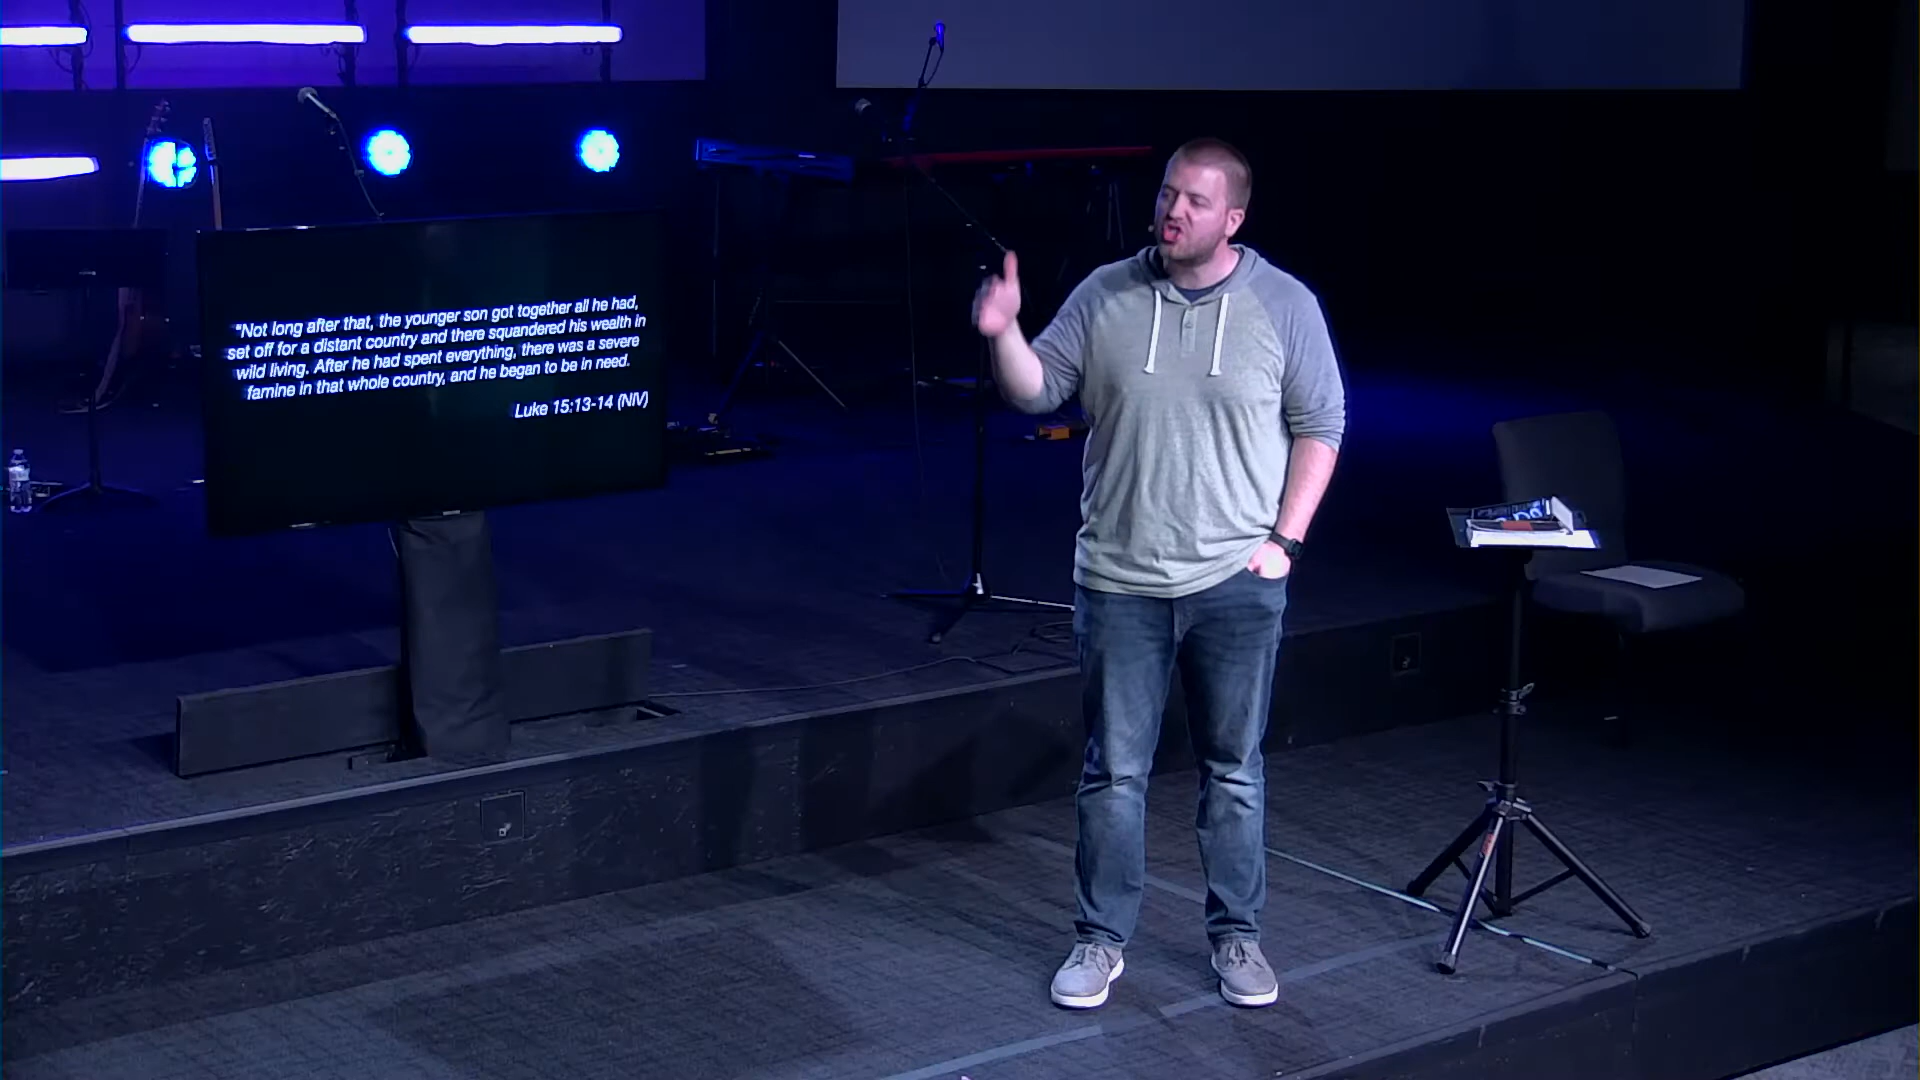 "Not long after that, the younger son got together all he had,
set off for a distant country and there squandered his wealth in
wild living. After he had spent everything, there was a severe
famine in that whole country, and he began to be in need.
Luke 15:13-14 (NIV)